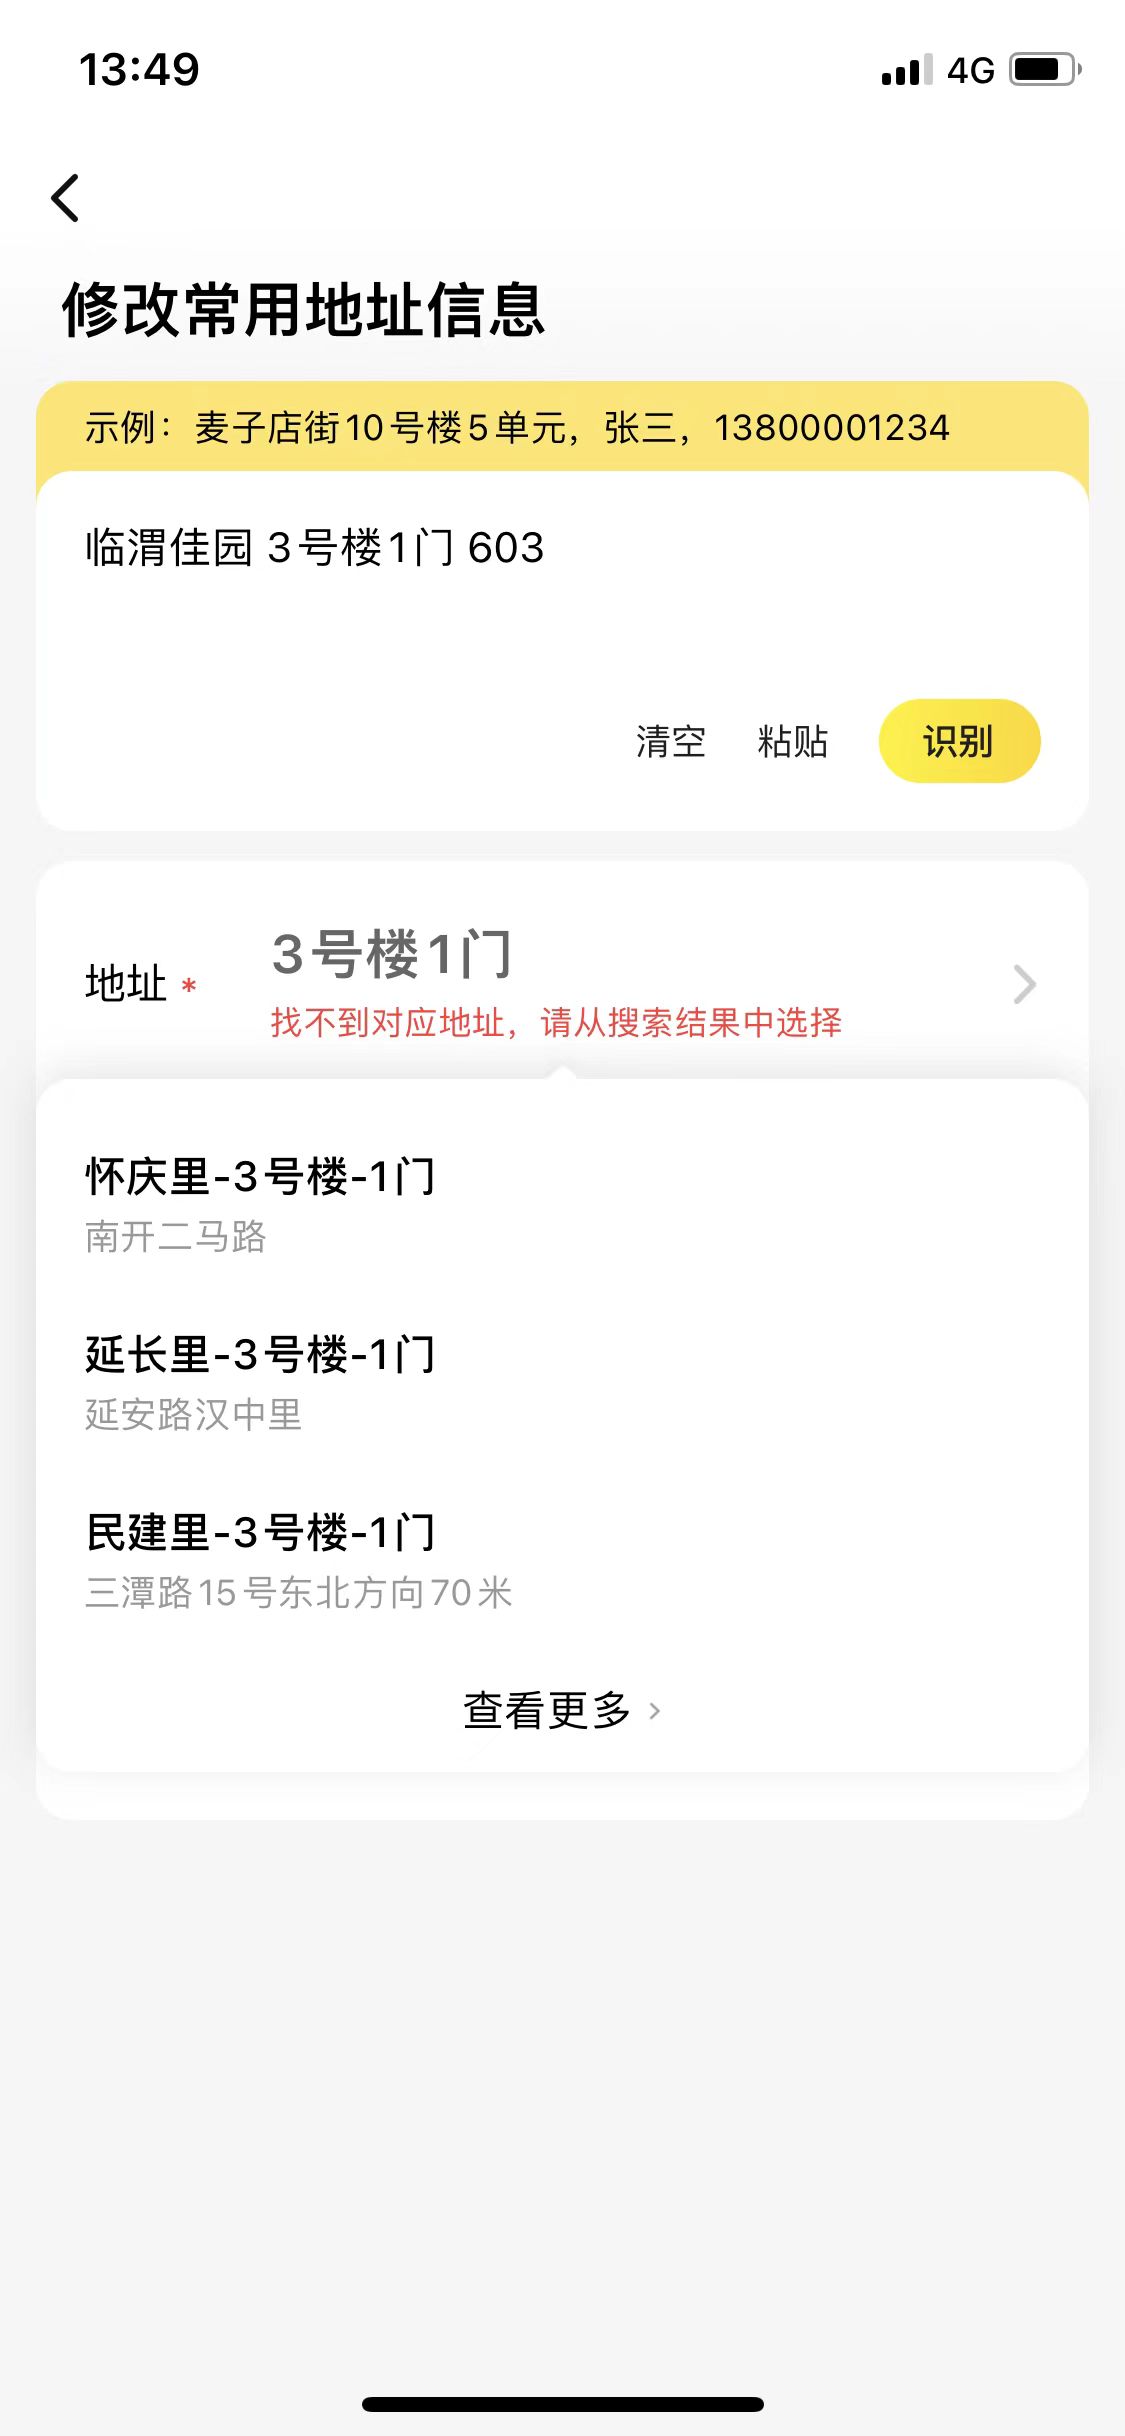 13:49
4G
修改常用地址信息
示例：麦子店街10号楼5单元，张三，13800001234
临渭佳园 3号楼1门 603
清空 粘贴 识别
3号楼1门
地址 *
找不到对应地址，请从搜索结果中选择
怀庆里-3号楼-1门
南开二马路
延长里-3号楼-1门
延安路汉中里
民建里-3号楼-1门
三潭路15号东北方向70米
查看更多